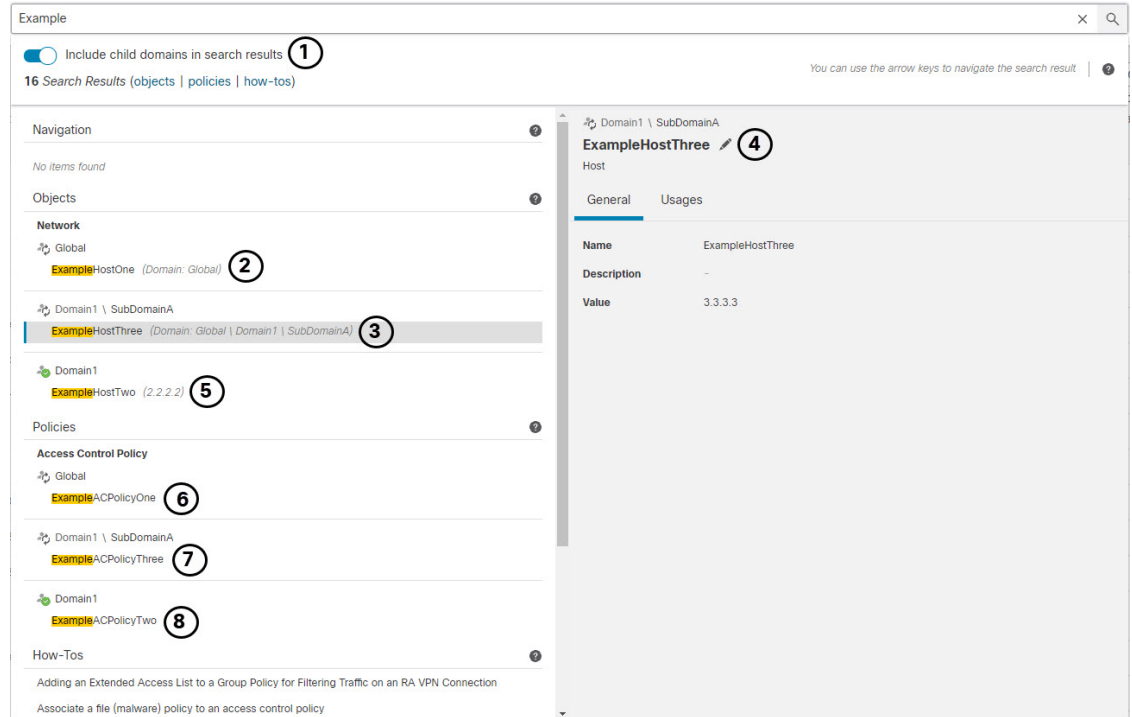 Example
Include child domains in search results 1
16 Search Results (objects | policies | how-tos)
You can use the arrow keys to navigate the search result
Navigation
No items found
Objects
Network
Global
ExampleHostOne (Domain: Global) 2
Domain1 \ SubDomainA
ExampleHostThree (Domain: Global \ Domain1 \ SubDomainA) 3
Domain1
ExampleHostTwo (2.2.2.2) 5
Policies
Access Control Policy
Global
ExampleACPolicyOne 6
Domain1 \ SubDomainA
ExampleACPolicyThree 7
Domain1
ExampleACPolicyTwo 8
How-Tos
Adding an Extended Access List to a Group Policy for Filtering Traffic on an RA VPN Connection
Associate a file (malware) policy to an access control policy
Domain1 \ SubDomainA
ExampleHostThree 4
Host
General Usages
Name ExampleHostThree
Description –
Value 3.3.3.3